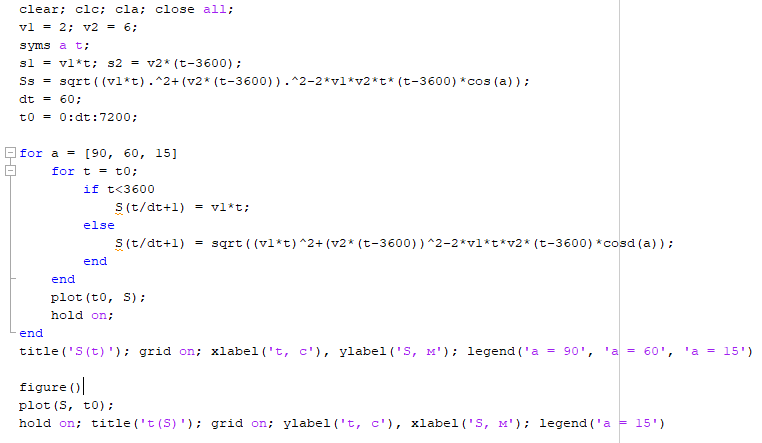 clear; clc; cla; close all;
v1 = 2; v2 = 6;
syms a t;
s1 = v1*t; s2 = v2*(t-3600);
Ss = sqrt((v1*t).^2+(v2*(t-3600)).^2-2*v1*v2*t*(t-3600)*cos(a));
dt = 60;
t0 = 0:dt:7200;
for a = [90, 60, 15]
for t = t0;
if t<3600
S(t/dt+1) = v1*t;
else
S(t/dt+1) = sqrt((v1*t)^2+(v2*(t-3600))^2-2*v1*t*v2*(t-3600)*cosd(a));
end
end
plot(t0, S);
hold on;
end
title('S(t)'); grid on; xlabel('t, c'), ylabel('S, м'); legend('a = 90', 'a = 60', 'a = 15')
figure()
plot(S, t0);
hold on; title('t(S)'); grid on; ylabel('t, c'), xlabel('S, м'); legend('a = 15')